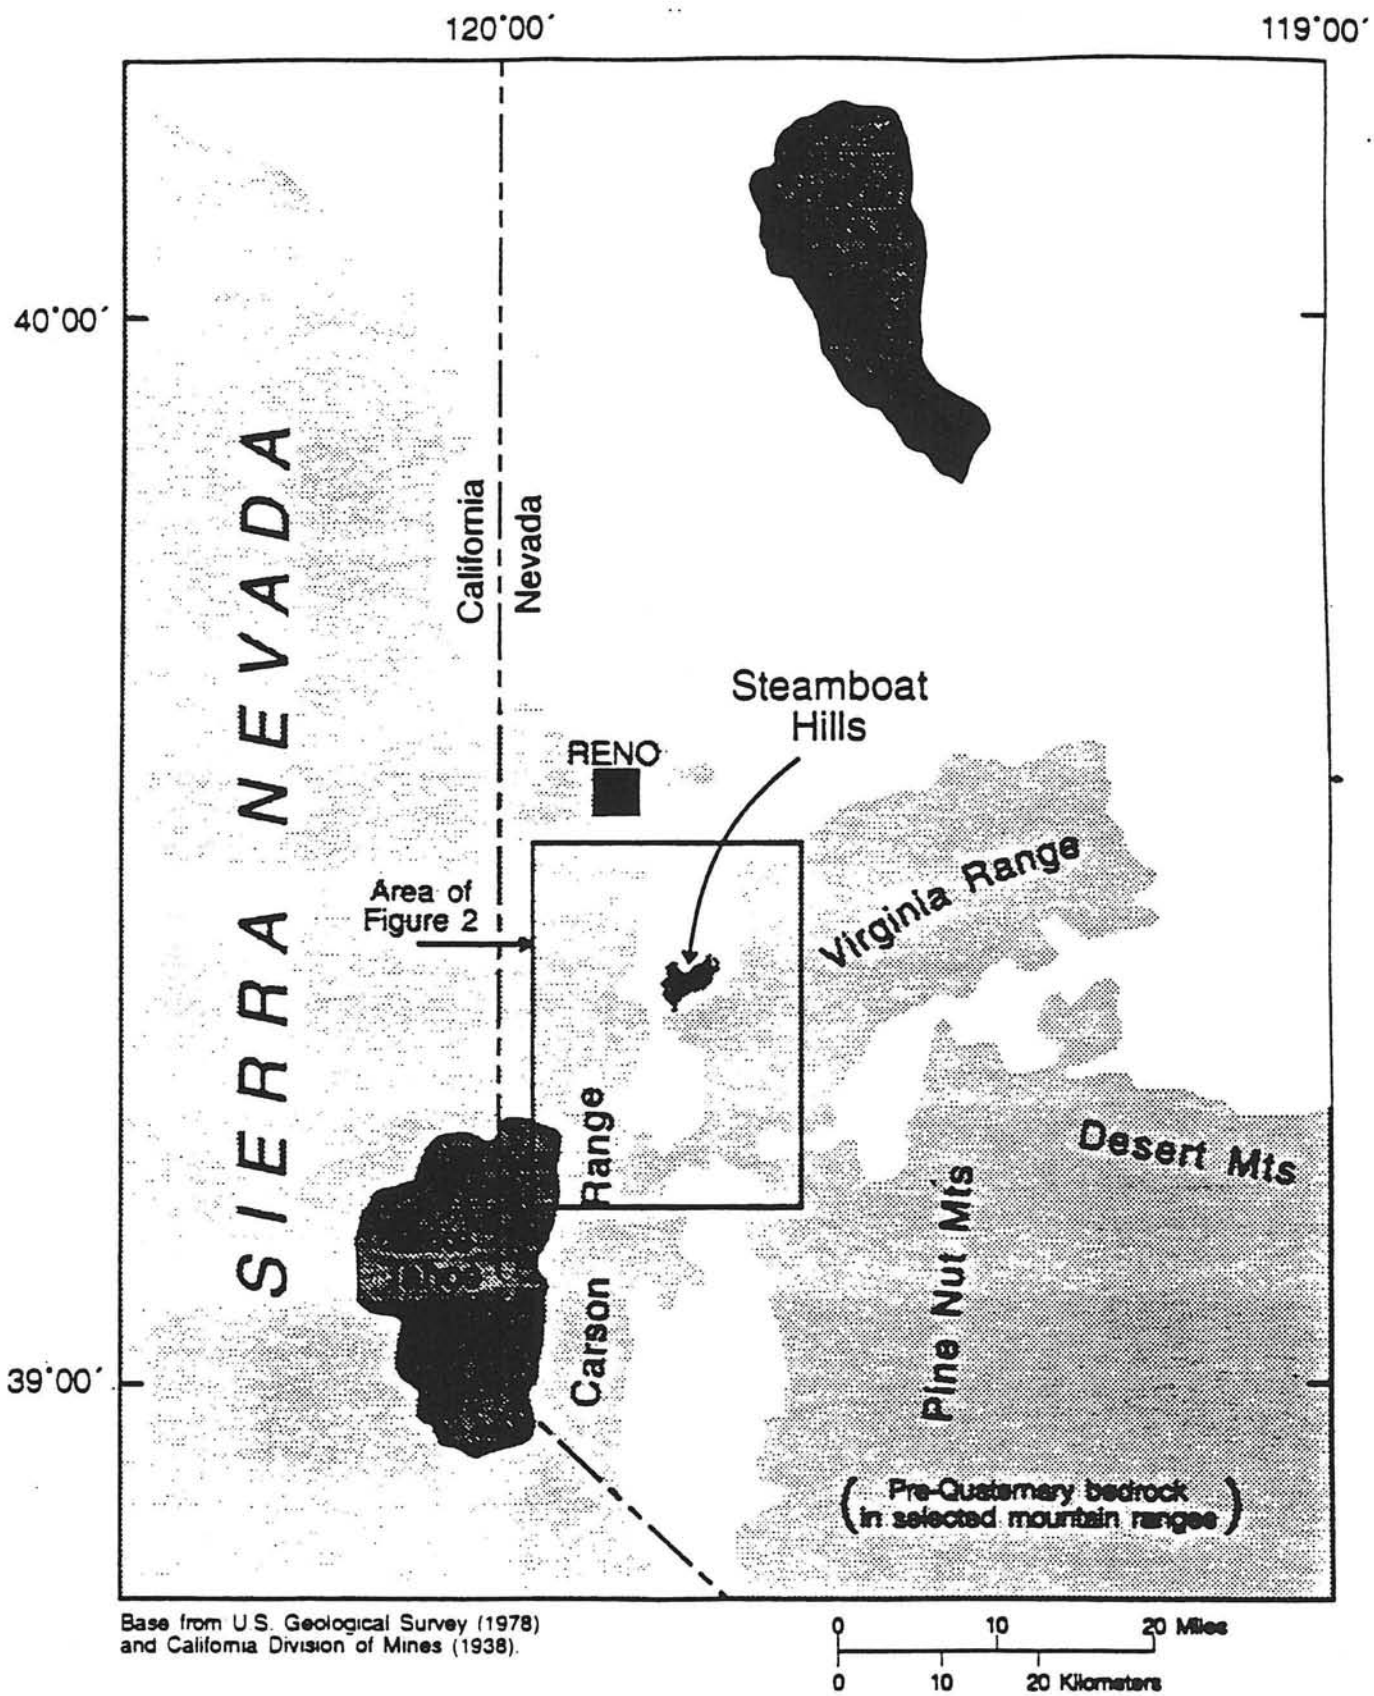 120°00′
119°00′
40°00′
SIERRA NEVADA
California
Nevada
Steamboat
Hills
RENO
Area of
Figure 2
Virginia Range
Desert Mts
Carson Range
Pine Nut Mts
39°00′
(Pre-Quaternary bedrock
in selected mountain ranges)
Base from U.S. Geological Survey (1978)
and California Division of Mines (1938).
0 10 20 Miles
0 10 20 Kilometers